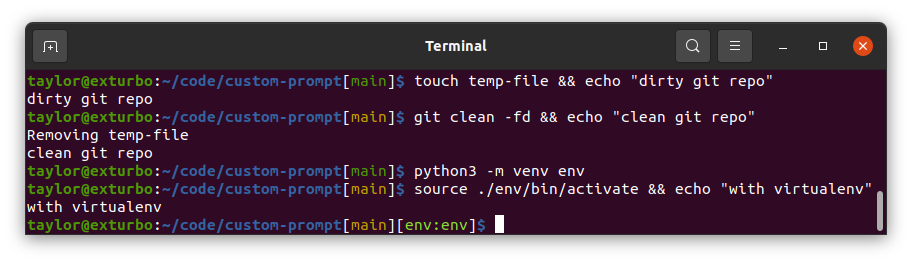 Terminal
taylor@exturbo:~/code/custom-prompt[main]$ touch temp-file && echo "dirty git repo"
dirty git repo
taylor@exturbo:~/code/custom-prompt[main]$ git clean -fd && echo "clean git repo"
Removing temp-file
clean git repo
taylor@exturbo:~/code/custom-prompt[main]$ python3 -m venv env
taylor@exturbo:~/code/custom-prompt[main]$ source ./env/bin/activate && echo "with virtualenv"
with virtualenv
taylor@exturbo:~/code/custom-prompt[main][env:env]$